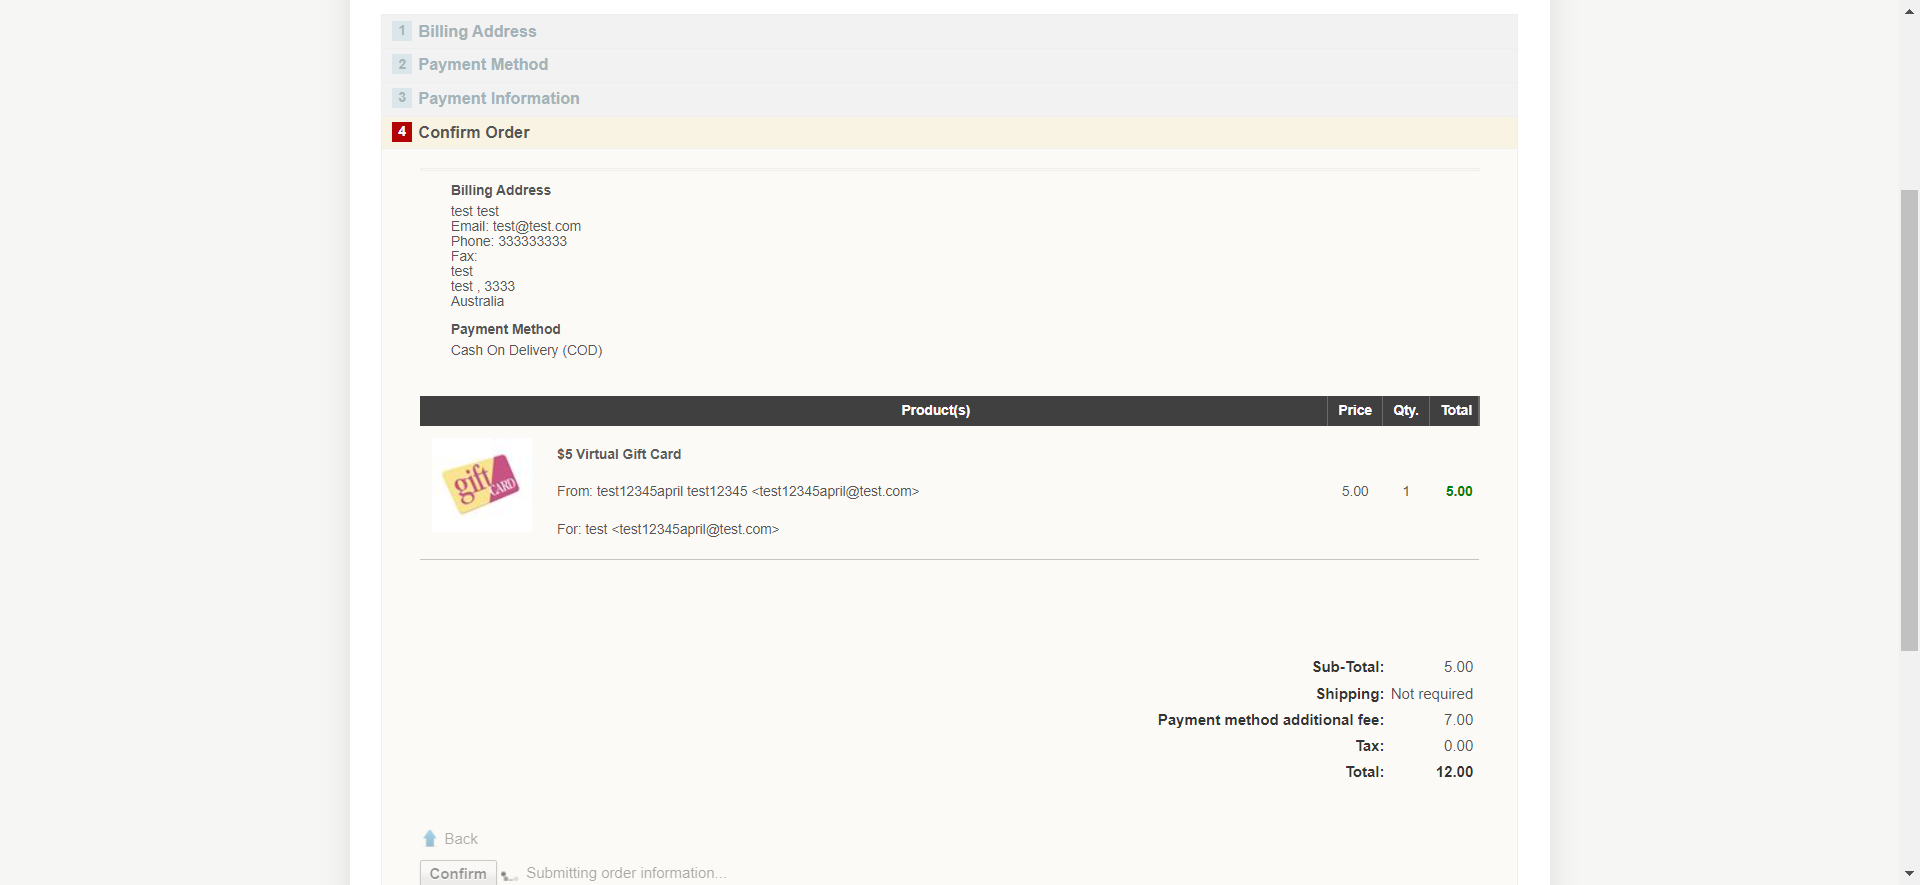 1 Billing Address
2 Payment Method
3 Payment Information
4 Confirm Order
Billing Address
test test
Email: test@test.com
Phone: 333333333
Fax:
test
test , 3333
Australia
Payment Method
Cash On Delivery (COD)
Product(s) Price Qty. Total
gift CARD
$5 Virtual Gift Card
From: test12345april test12345 <test12345april@test.com> 5.00 1 5.00
For: test <test12345april@test.com>
Sub-Total: 5.00
Shipping: Not required
Payment method additional fee: 7.00
Tax: 0.00
Total: 12.00
Back
Confirm Submitting order information...